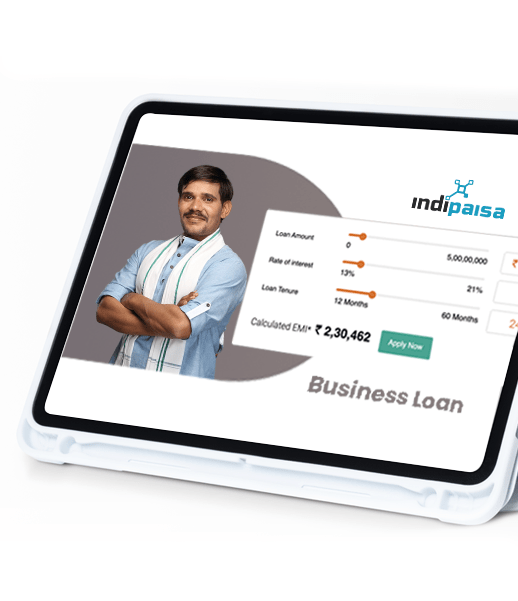 indipaisa
Loan Amount
0 5,00,00,000
₹
Rate of interest
13% 21%
Loan Tenure
12 Months 60 Months
Calculated EMI* ₹ 2,30,462 Apply Now
Business Loan